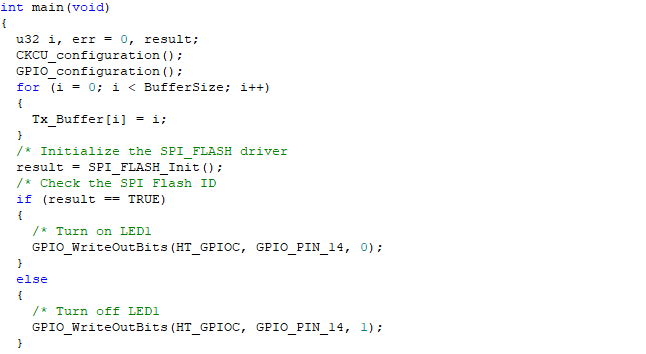 int main(void)
{
u32 i, err = 0, result;
CKCU_configuration();
GPIO_configuration();
for (i = 0; i < BufferSize; i++)
{
Tx_Buffer[i] = i;
}
/* Initialize the SPI_FLASH driver
result = SPI_FLASH_Init();
/* Check the SPI Flash ID
if (result == TRUE)
{
/* Turn on LED1
GPIO_WriteOutBits(HT_GPIOC, GPIO_PIN_14, 0);
}
else
{
/* Turn off LED1
GPIO_WriteOutBits(HT_GPIOC, GPIO_PIN_14, 1);
}